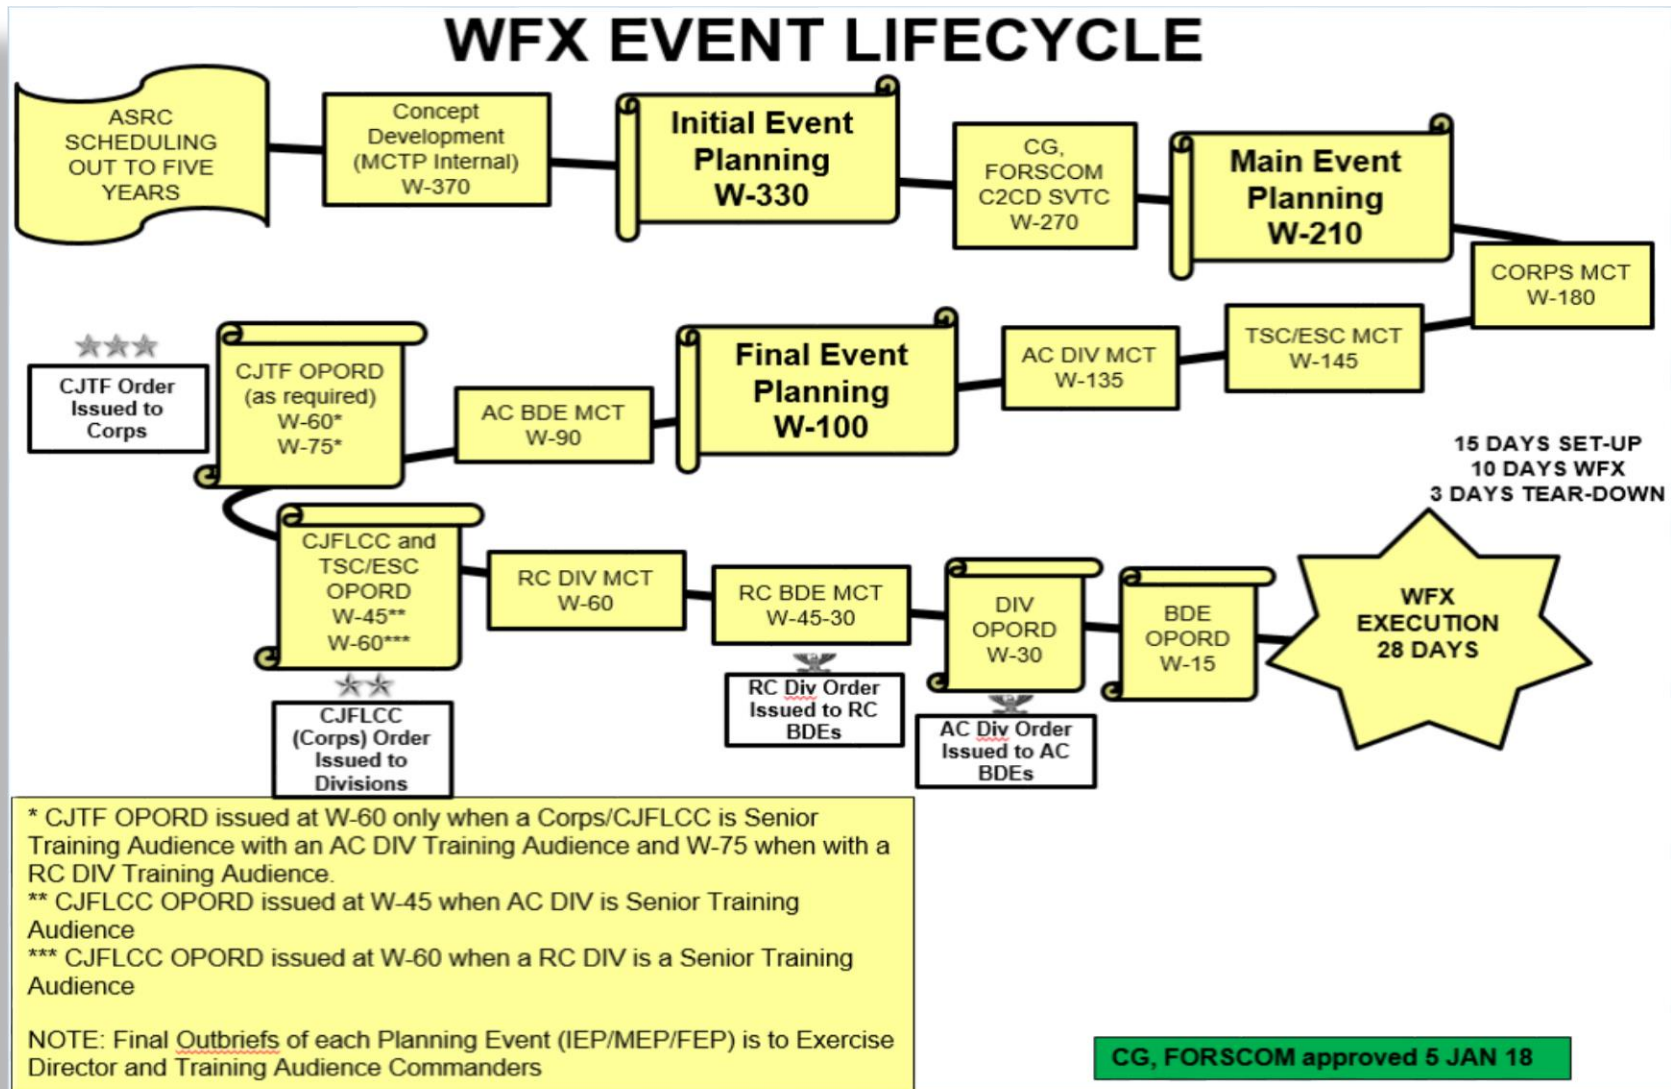 WFX EVENT LIFECYCLE
ASRC
SCHEDULING
OUT TO FIVE
YEARS
Concept
Development
(MCTP Internal)
W-370
Initial Event
Planning
W-330
CG,
FORSCOM
C2CD SVTC
W-270
Main Event
Planning
W-210
CORPS MCT
W-180
TSC/ESC MCT
W-145
AC DIV MCT
W-135
Final Event
Planning
W-100
AC BDE MCT
W-90
CJTF OPORD
(as required)
W-60*
W-75*
CJTF Order
Issued to
Corps
CJFLCC and
TSC/ESC
OPORD
W-45**
W-60***
CJFLCC
(Corps) Order
Issued to
Divisions
RC DIV MCT
W-60
RC BDE MCT
W-45-30
RC Div Order
Issued to RC
BDEs
DIV
OPORD
W-30
AC Div Order
Issued to AC
BDEs
BDE
OPORD
W-15
15 DAYS SET-UP
10 DAYS WFX
3 DAYS TEAR-DOWN
WFX
EXECUTION
28 DAYS
* CJTF OPORD issued at W-60 only when a Corps/CJFLCC is Senior
Training Audience with an AC DIV Training Audience and W-75 when with a
RC DIV Training Audience.
** CJFLCC OPORD issued at W-45 when AC DIV is Senior Training
Audience
*** CJFLCC OPORD issued at W-60 when a RC DIV is a Senior Training
Audience
NOTE: Final Outbriefs of each Planning Event (IEP/MEP/FEP) is to Exercise
Director and Training Audience Commanders
CG, FORSCOM approved 5 JAN 18